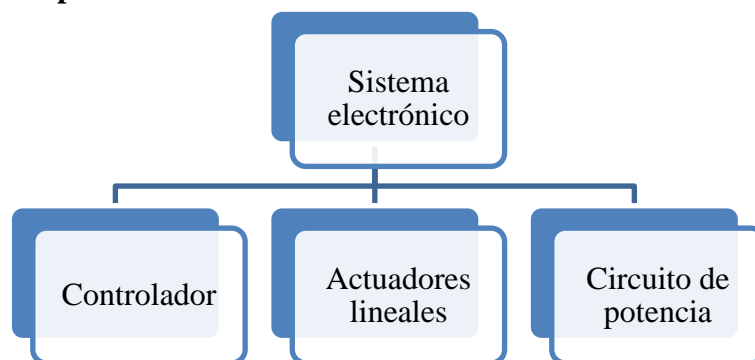 Sistema
electrónico
Controlador
Actuadores
lineales
Circuito de
potencia